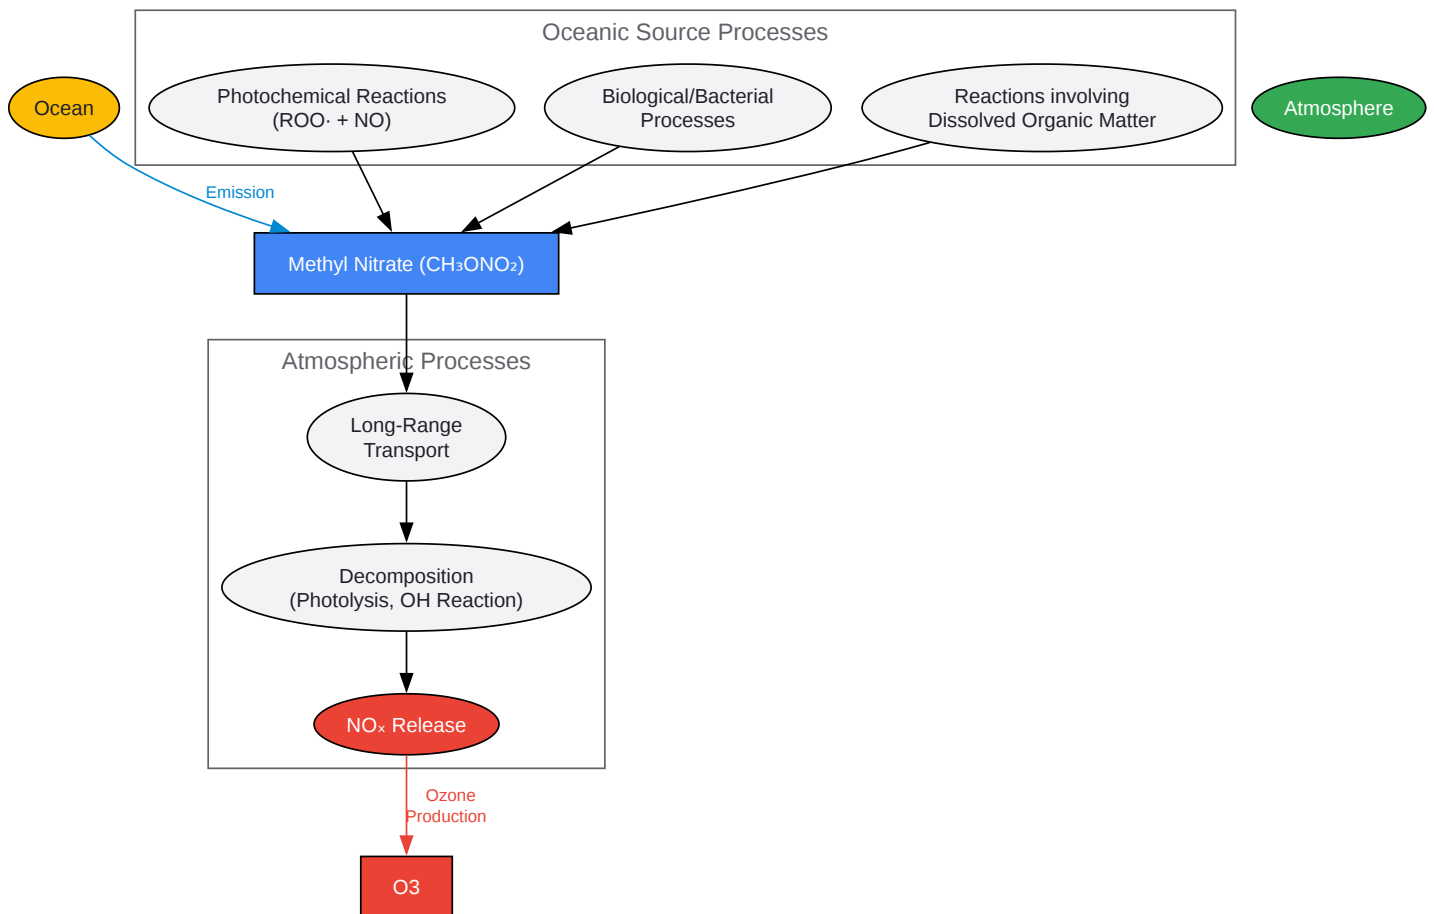 Oceanic Source Processes
Ocean
Photochemical Reactions
(ROO· + NO)
Biological/Bacterial
Processes
Reactions involving
Dissolved Organic Matter
Atmosphere
Emission
Methyl Nitrate (CH₃ONO₂)
Atmospheric Processes
Long-Range
Transport
Decomposition
(Photolysis, OH Reaction)
NOₓ Release
Ozone
Production
O3